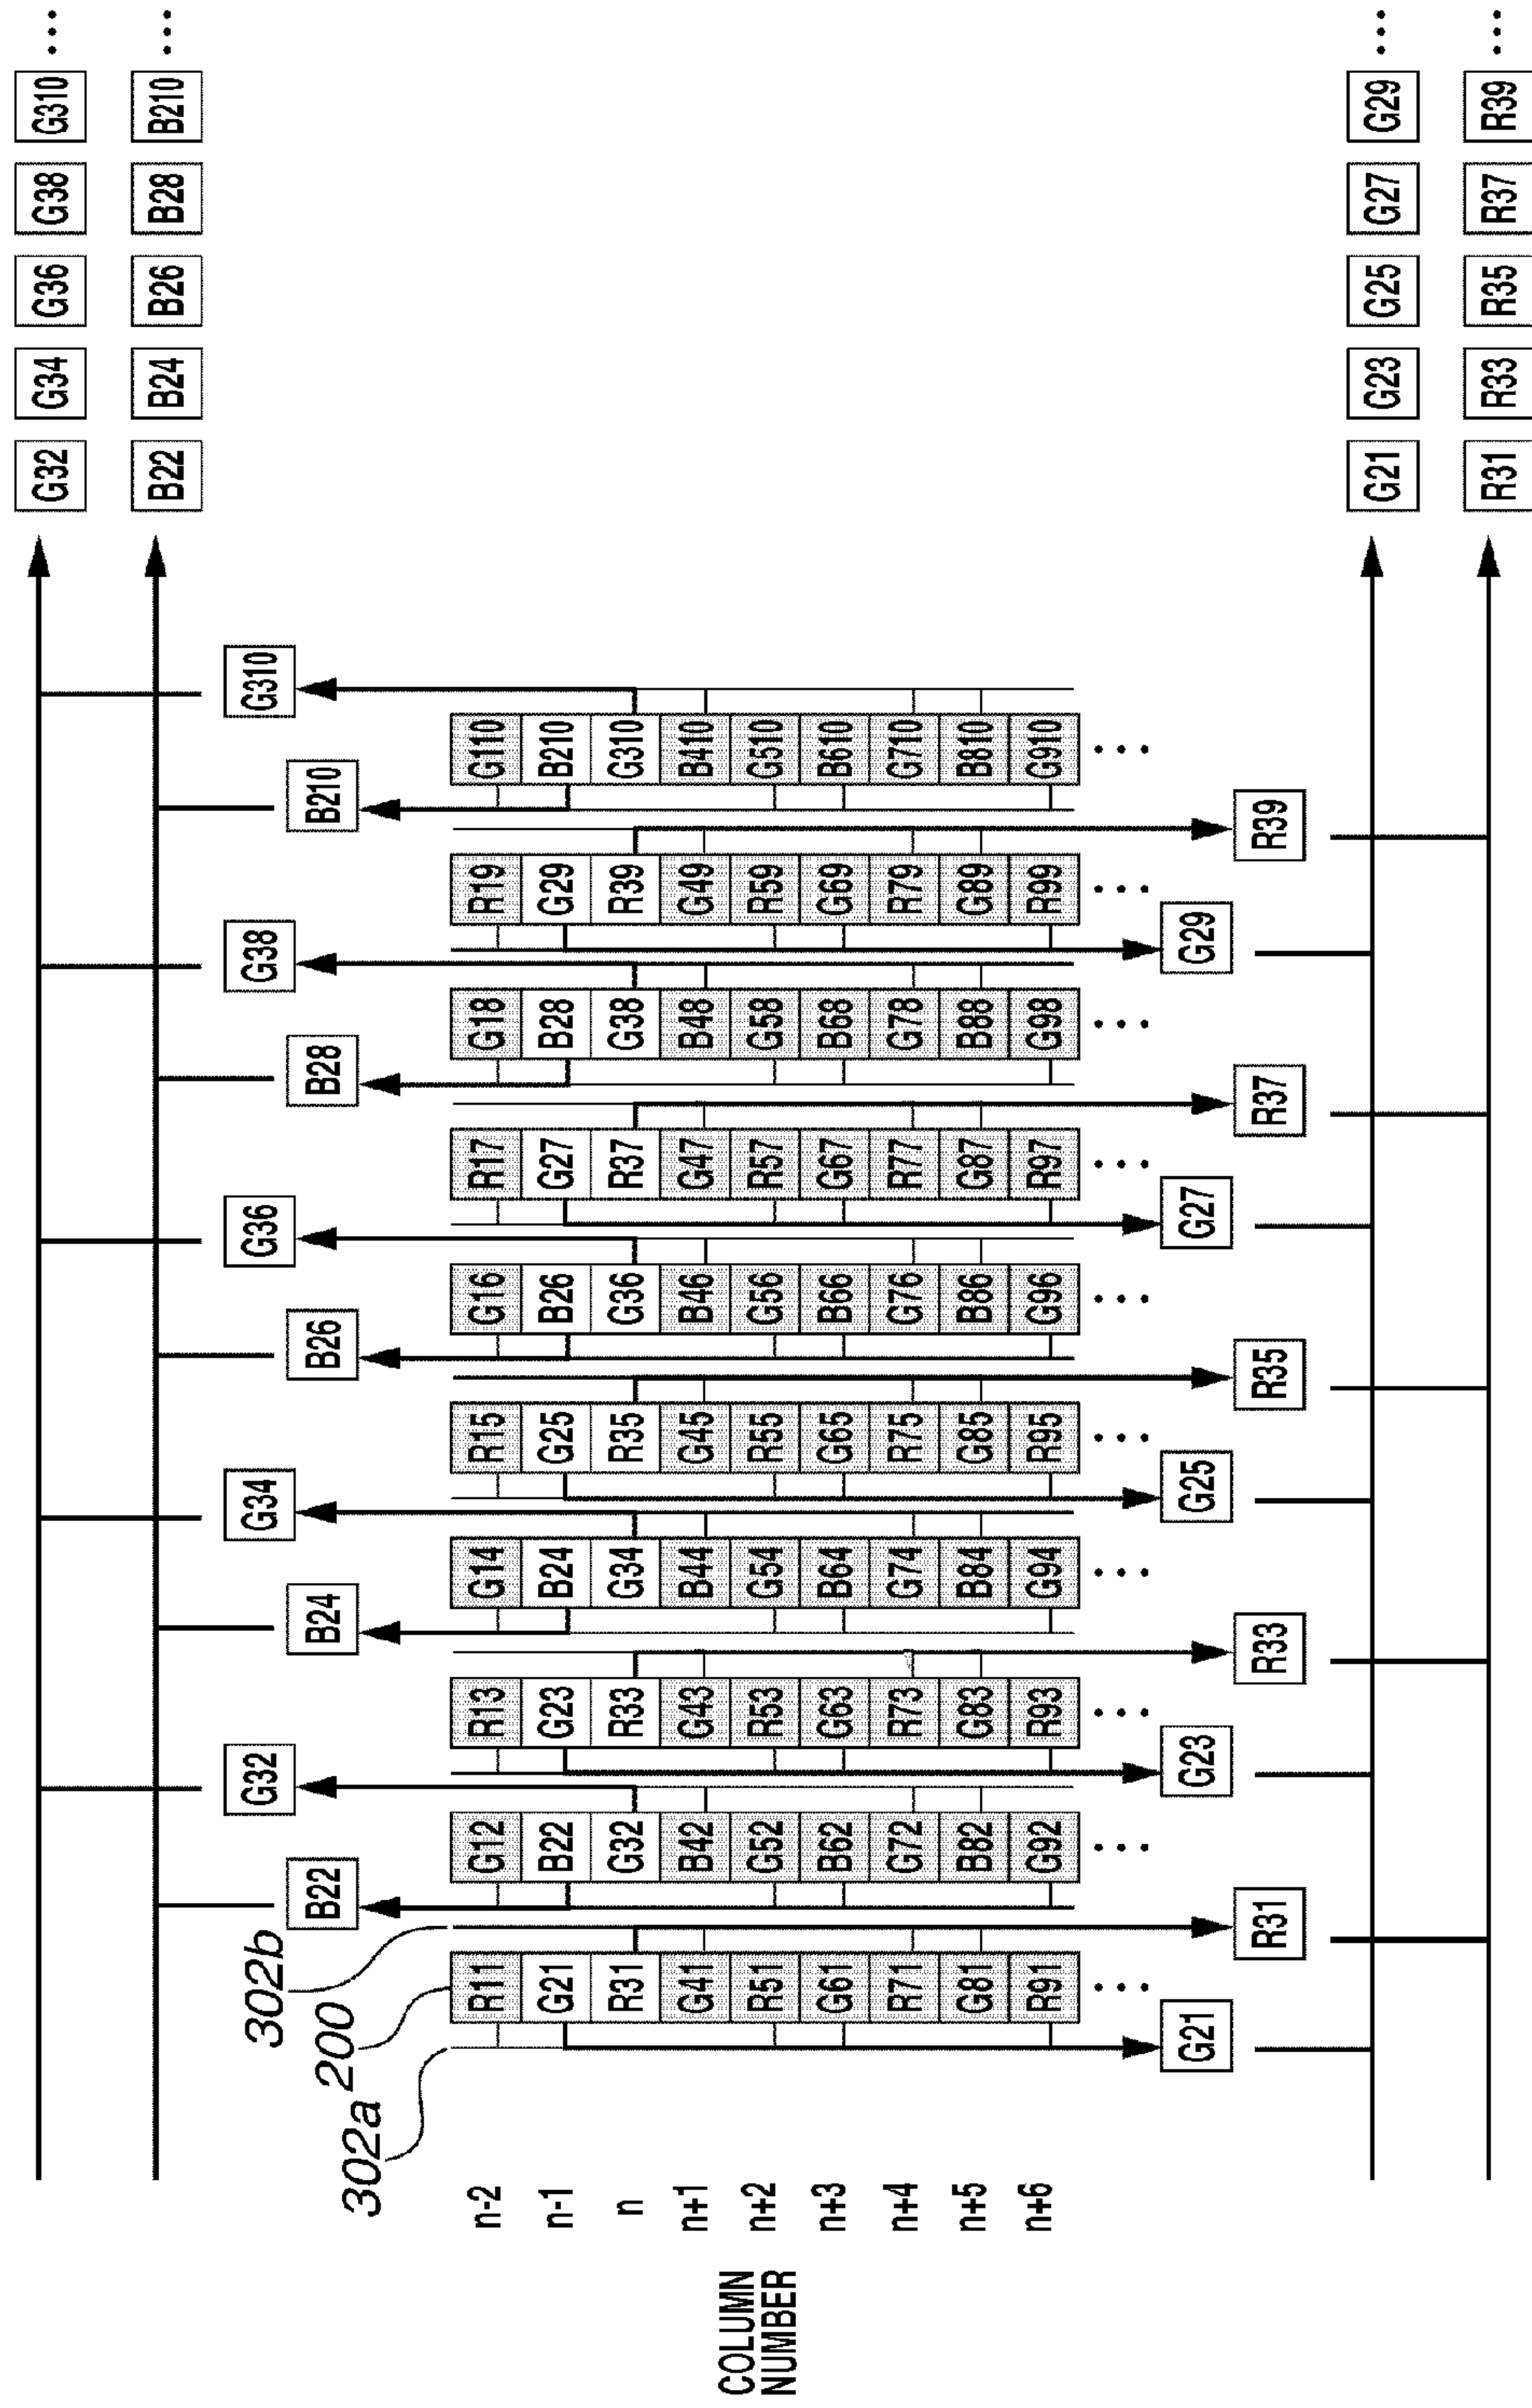 G32 G34 G36 G38 G310 ...
B22 B24 B26 B28 B210 ...
G32 G34 G36 G38 G310
302b
B22 B24 B26 B28 B210
200
302a
n-2 R11 G12 R13 G14 R15 G16 R17 G18 R19 G110
n-1 G21 B22 G23 B24 G25 B26 G27 B28 G29 B210
n R31 G32 R33 G34 R35 G36 R37 G38 R39 G310
n+1 G41 B42 G43 B44 G45 B46 G47 B48 G49 B410
COLUMN
NUMBER
n+2 R51 G52 R53 G54 R55 G56 R57 G58 R59 G510
n+3 G61 B62 G63 B64 G65 B66 G67 B68 G69 B610
n+4 R71 G72 R73 G74 R75 G76 R77 G78 R79 G710
n+5 G81 B82 G83 B84 G85 B86 G87 B88 G89 B810
n+6 R91 G92 R93 G94 R95 G96 R97 G98 R99 G910
... ... ... ... ... ... ... ... ... ...
G21 G23 G25 G27 G29
R31 R33 R35 R37 R39
G21 G23 G25 G27 G29 ...
R31 R33 R35 R37 R39 ...